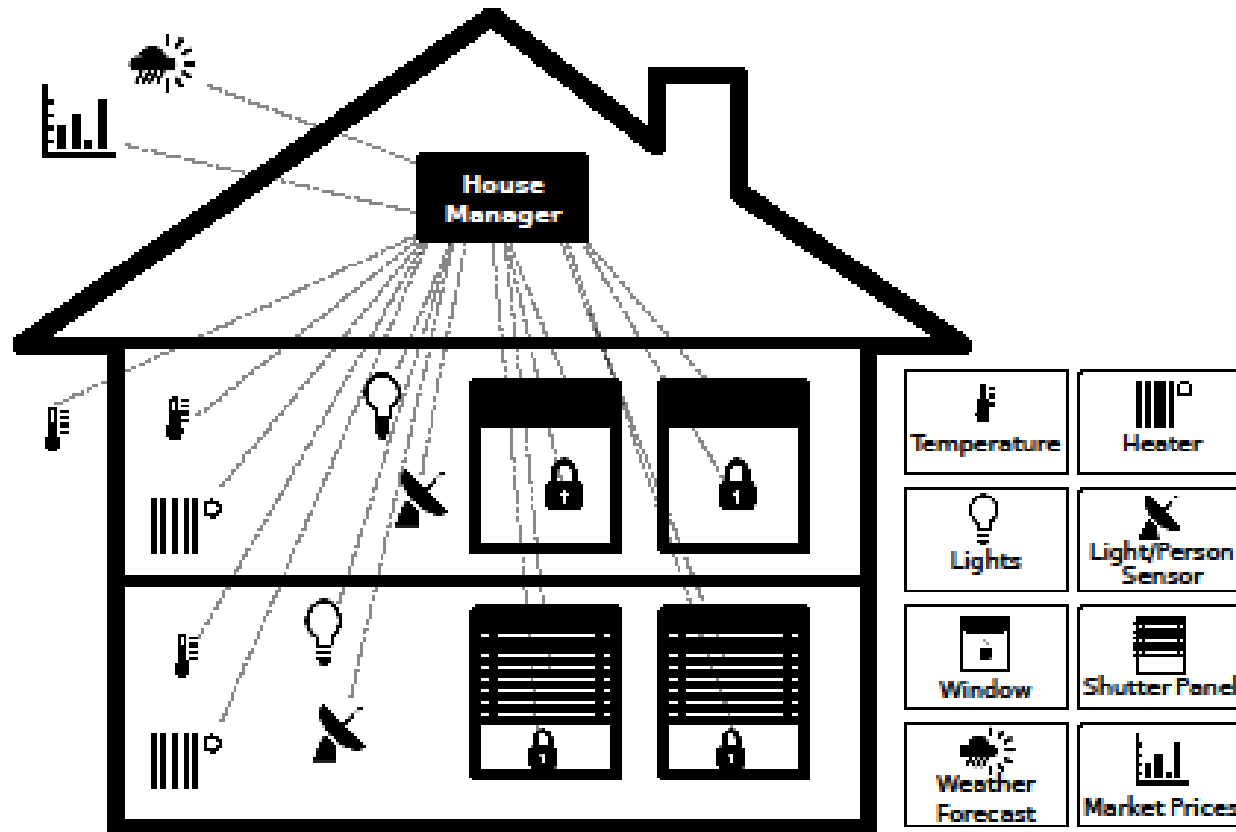 House
Manager
Temperature
Heater
Lights
Light/Person
Sensor
Window
Shutter Panel
Weather
Forecast
Market Prices